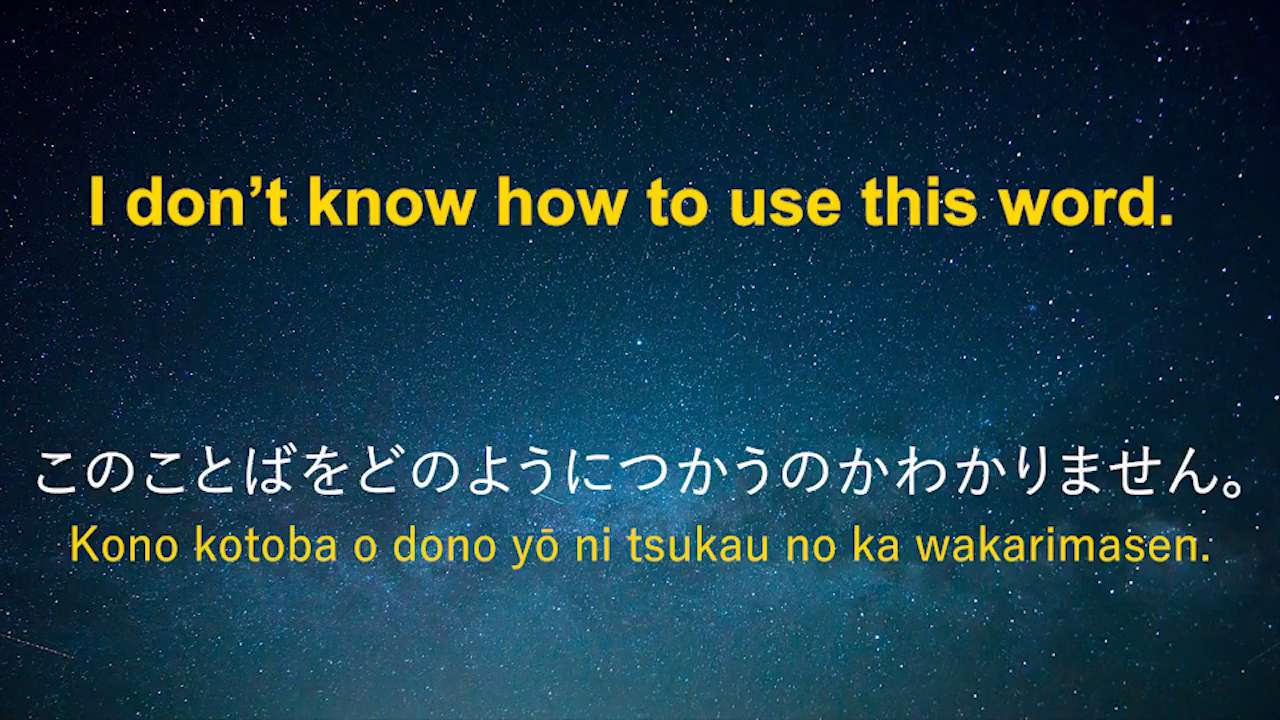 I don’t know how to use this word.
このことばをどのようにつかうのかわかりません。
Kono kotoba o dono yō ni tsukau no ka wakarimasen.